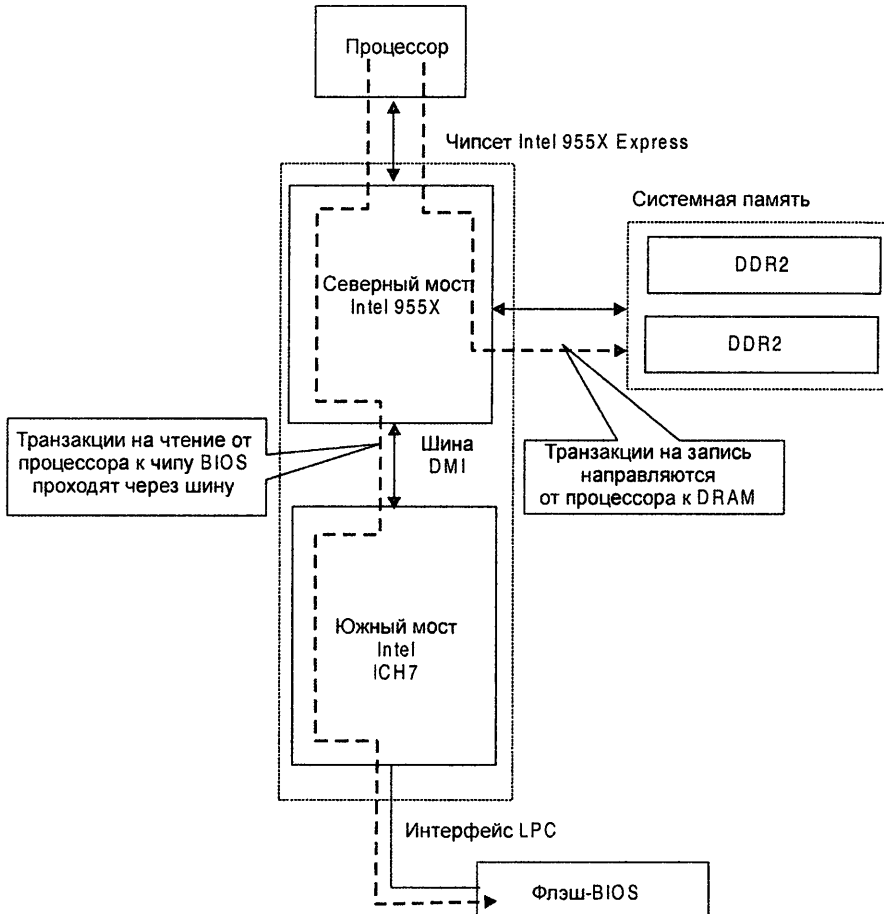 Процессор
Чипсет Intel 955X Express
Системная память
DDR2
Северный мост
Intel 955X
DDR2
Транзакции на чтение от
процессора к чипу BIOS
проходят через шину
Шина
DMI
Транзакции на запись
направляются
от процессора к DRAM
Южный мост
Intel
ICH7
Интерфейс LPC
Флэш-BIOS